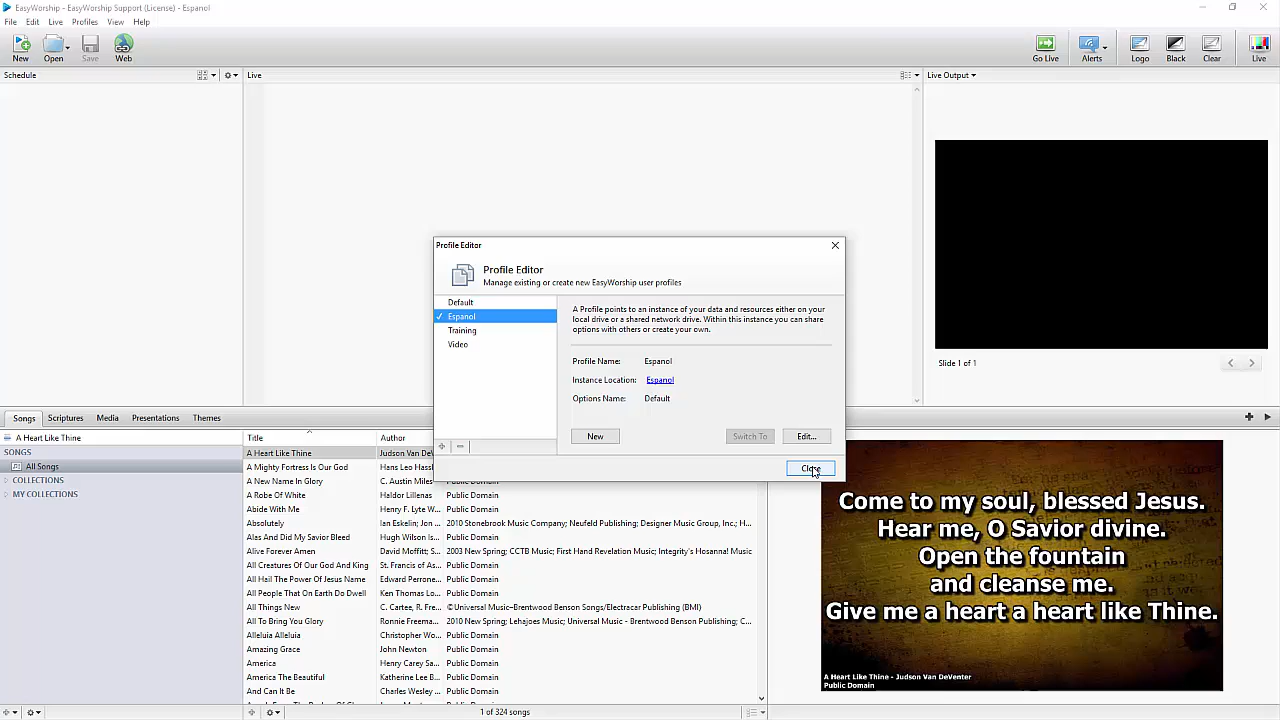 EasyWorship - EasyWorship Support (License) - Espanol
File Edit Live Profiles View Help
New Open Save Web
Go Live Alerts Logo Black Clear Live
Schedule
Live
Live Output
Slide 1 of 1
Profile Editor
Profile Editor
Manage existing or create new EasyWorship user profiles
Default
✓ Espanol
Training
Video
A Profile points to an instance of your data and resources either on your
local drive or a shared network drive. Within this instance you can share
options with others or create your own.
Profile Name: Espanol
Instance Location: Espanol
Options Name: Default
New Switch To Edit...
Close
Songs Scriptures Media Presentations Themes
A Heart Like Thine
SONGS
All Songs
COLLECTIONS
MY COLLECTIONS
Title Author
A Heart Like Thine Judson Van DeV
A Mighty Fortress Is Our God Hans Leo Hassl
A New Name In Glory C. Austin Miles Public Domain
A Robe Of White Haldor Lillenas Public Domain
Abide With Me Henry F. Lyte W... Public Domain
Absolutely Ian Eskelin; Jon ... 2010 Stonebrook Music Company; Neufeld Publishing; Designer Music Group, Inc.; H...
Alas And Did My Savior Bleed Hugh Wilson Is... Public Domain
Alive Forever Amen David Moffitt; S... 2003 New Spring; CCTB Music; First Hand Revelation Music; Integrity's Hosanna! Music
All Creatures Of Our God And King St. Francis of As... Public Domain
All Hail The Power Of Jesus Name Edward Perrone... Public Domain
All People That On Earth Do Dwell Ken Thomas Lo... Public Domain
All Things New C. Cartee, R. Fre... ©Universal Music-Brentwood Benson Songs/Electracar Publishing (BMI)
All To Bring You Glory Ronnie Freema... 2010 New Spring; Lehajoes Music; Universal Music - Brentwood Benson Publishing; C...
Alleluia Alleluia Christopher Wo... Public Domain
Amazing Grace John Newton Public Domain
America Henry Carey Sa... Public Domain
America The Beautiful Katherine Lee B... Public Domain
And Can It Be Charles Wesley ... Public Domain
1 of 324 songs
Come to my soul, blessed Jesus.
Hear me, O Savior divine.
Open the fountain
and cleanse me.
Give me a heart a heart like Thine.
A Heart Like Thine - Judson Van DeVenter
Public Domain